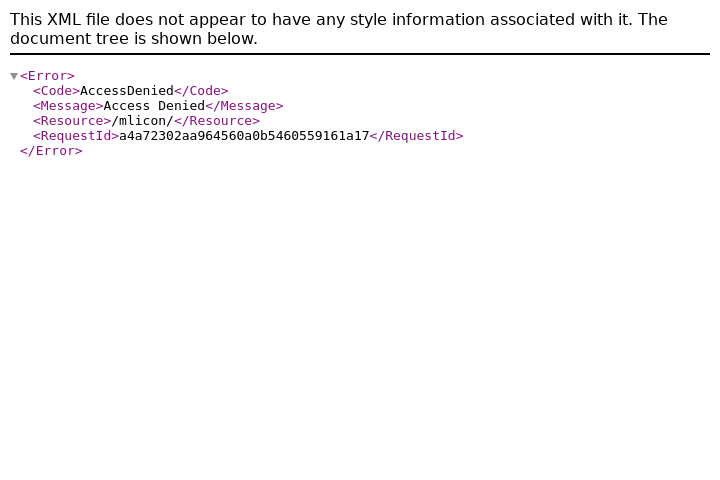 This XML file does not appear to have any style information associated with it. The
document tree is shown below.
<Error>
<Code>AccessDenied</Code>
<Message>Access Denied</Message>
<Resource>/mlicon/</Resource>
<RequestId>a4a72302aa964560a0b5460559161a17</RequestId>
</Error>